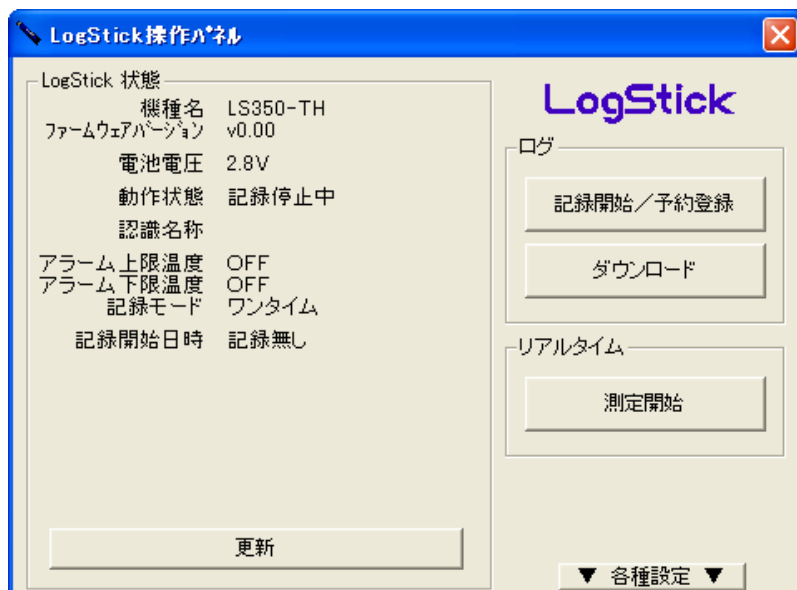 LogStick操作パネル
LogStick 状態
機種名 LS350-TH
ファームウェアバージョン v0.00
電池電圧 2.8V
動作状態 記録停止中
認識名称
アラーム上限温度 OFF
アラーム下限温度 OFF
記録モード ワンタイム
記録開始日時 記録無し
更新
LogStick
ログ
記録開始／予約登録
ダウンロード
リアルタイム
測定開始
▼ 各種設定 ▼